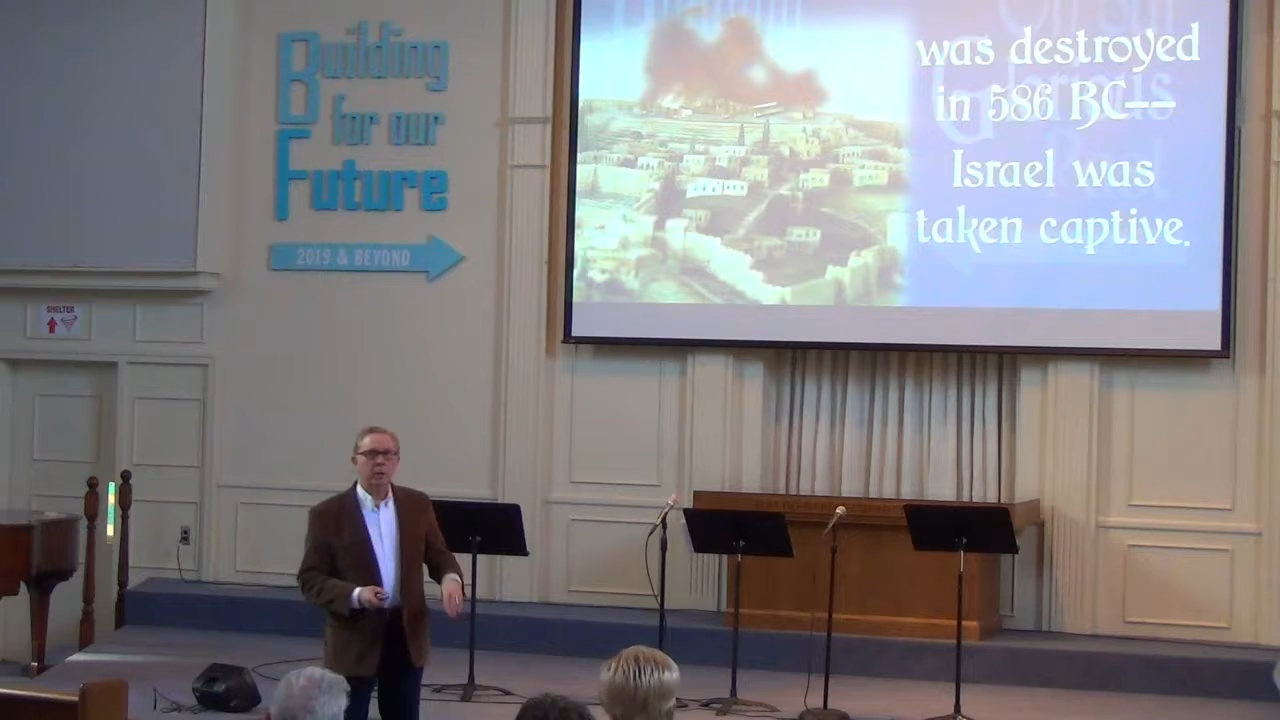 Building
for our
Future
2019 & BEYOND
SHELTER
was destroyed
in 586 BC--
Israel was
taken captive.